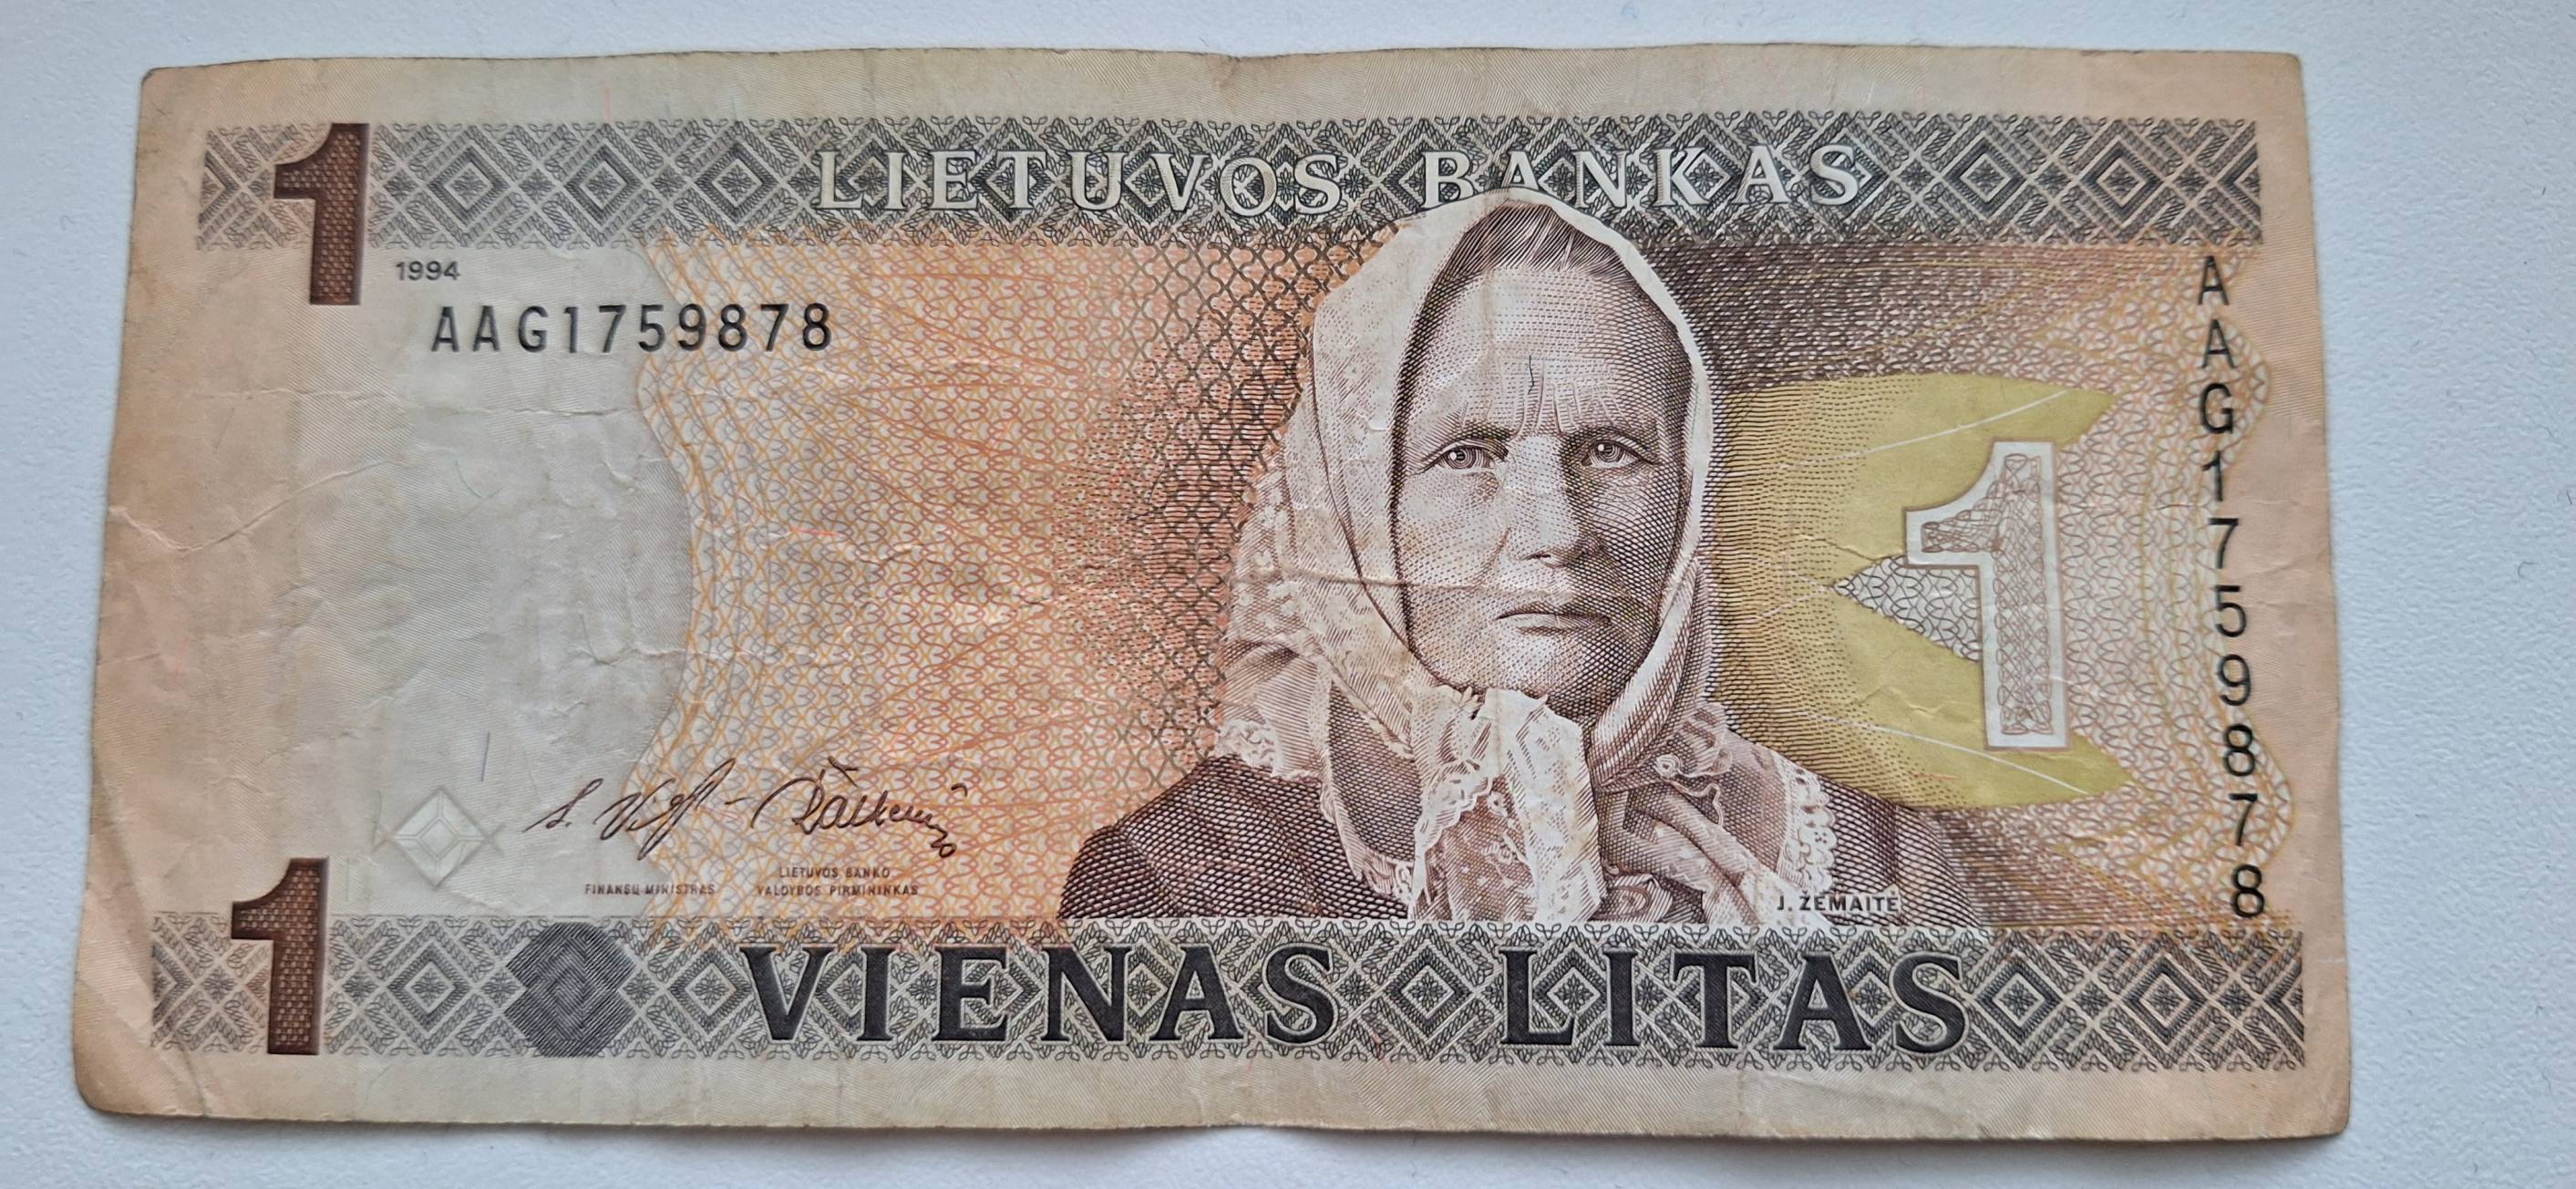 1
LIETUVOS BANKAS
1994
AAG1759878
AAG1759878
1
LIETUVOS BANKO
FINANSŲ MINISTRAS VALDYBOS PIRMININKAS
J. ŽEMAITĖ
1
VIENAS LITAS